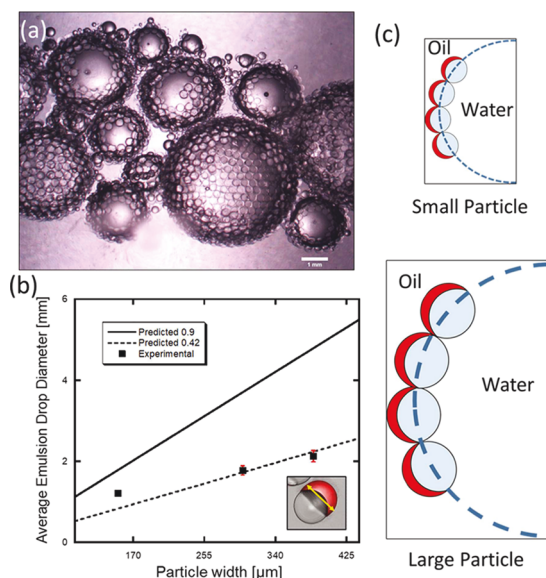 (a)
1 mm
(b)
Average Emulsion Drop Diameter [mm]
6
4
2
0
Predicted 0.9
Predicted 0.42
Experimental
170
255
340
425
Particle width [µm]
(c)
Oil
Water
Small Particle
Oil
Water
Large Particle